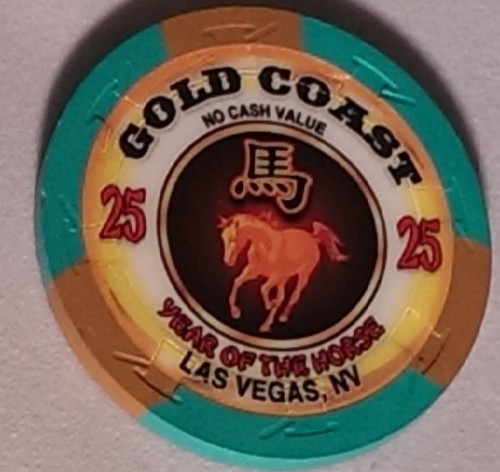 GOLD COAST
NO CASH VALUE
馬
25 25
YEAR OF THE HORSE
LAS VEGAS, NV